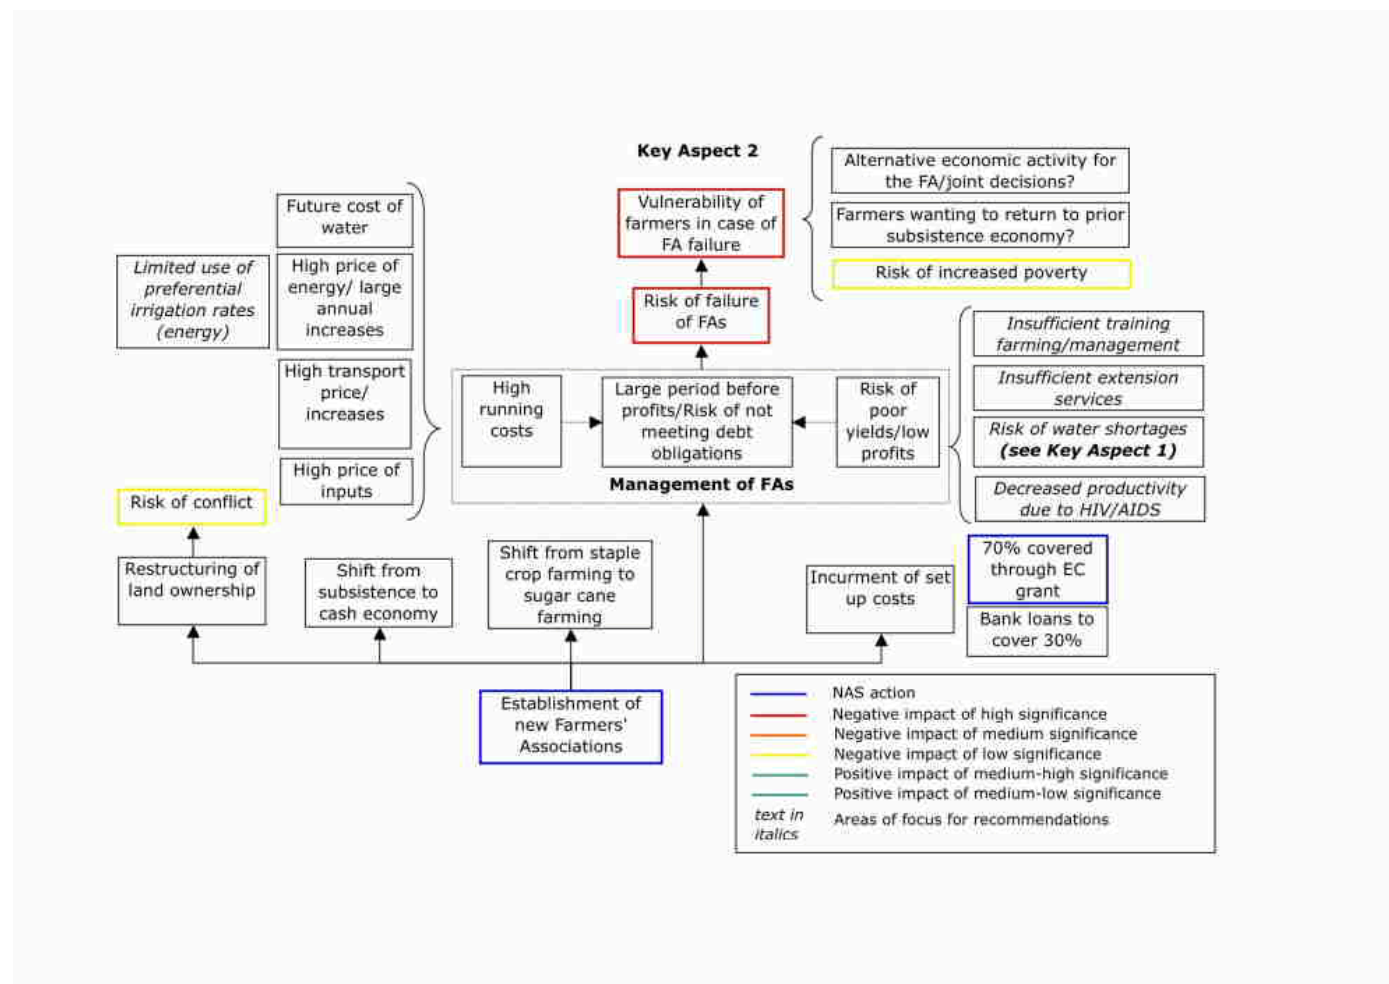 Key Aspect 2
Alternative economic activity for
the FA/joint decisions?
Farmers wanting to return to prior
subsistence economy?
Risk of increased poverty
Vulnerability of
farmers in case of
FA failure
Risk of failure
of FAs
Future cost of
water
High price of
energy/ large
annual
increases
Limited use of
preferential
irrigation rates
(energy)
High transport
price/
increases
High price of
inputs
High
running
costs
Large period before
profits/Risk of not
meeting debt
obligations
Risk of
poor
yields/low
profits
Management of FAs
Insufficient training
farming/management
Insufficient extension
services
Risk of water shortages
(see Key Aspect 1)
Decreased productivity
due to HIV/AIDS
Risk of conflict
Restructuring of
land ownership
Shift from
subsistence to
cash economy
Shift from staple
crop farming to
sugar cane
farming
Incurment of set
up costs
70% covered
through EC
grant
Bank loans to
cover 30%
Establishment of
new Farmers'
Associations
NAS action
Negative impact of high significance
Negative impact of medium significance
Negative impact of low significance
Positive impact of medium-high significance
Positive impact of medium-low significance
text in
italics
Areas of focus for recommendations